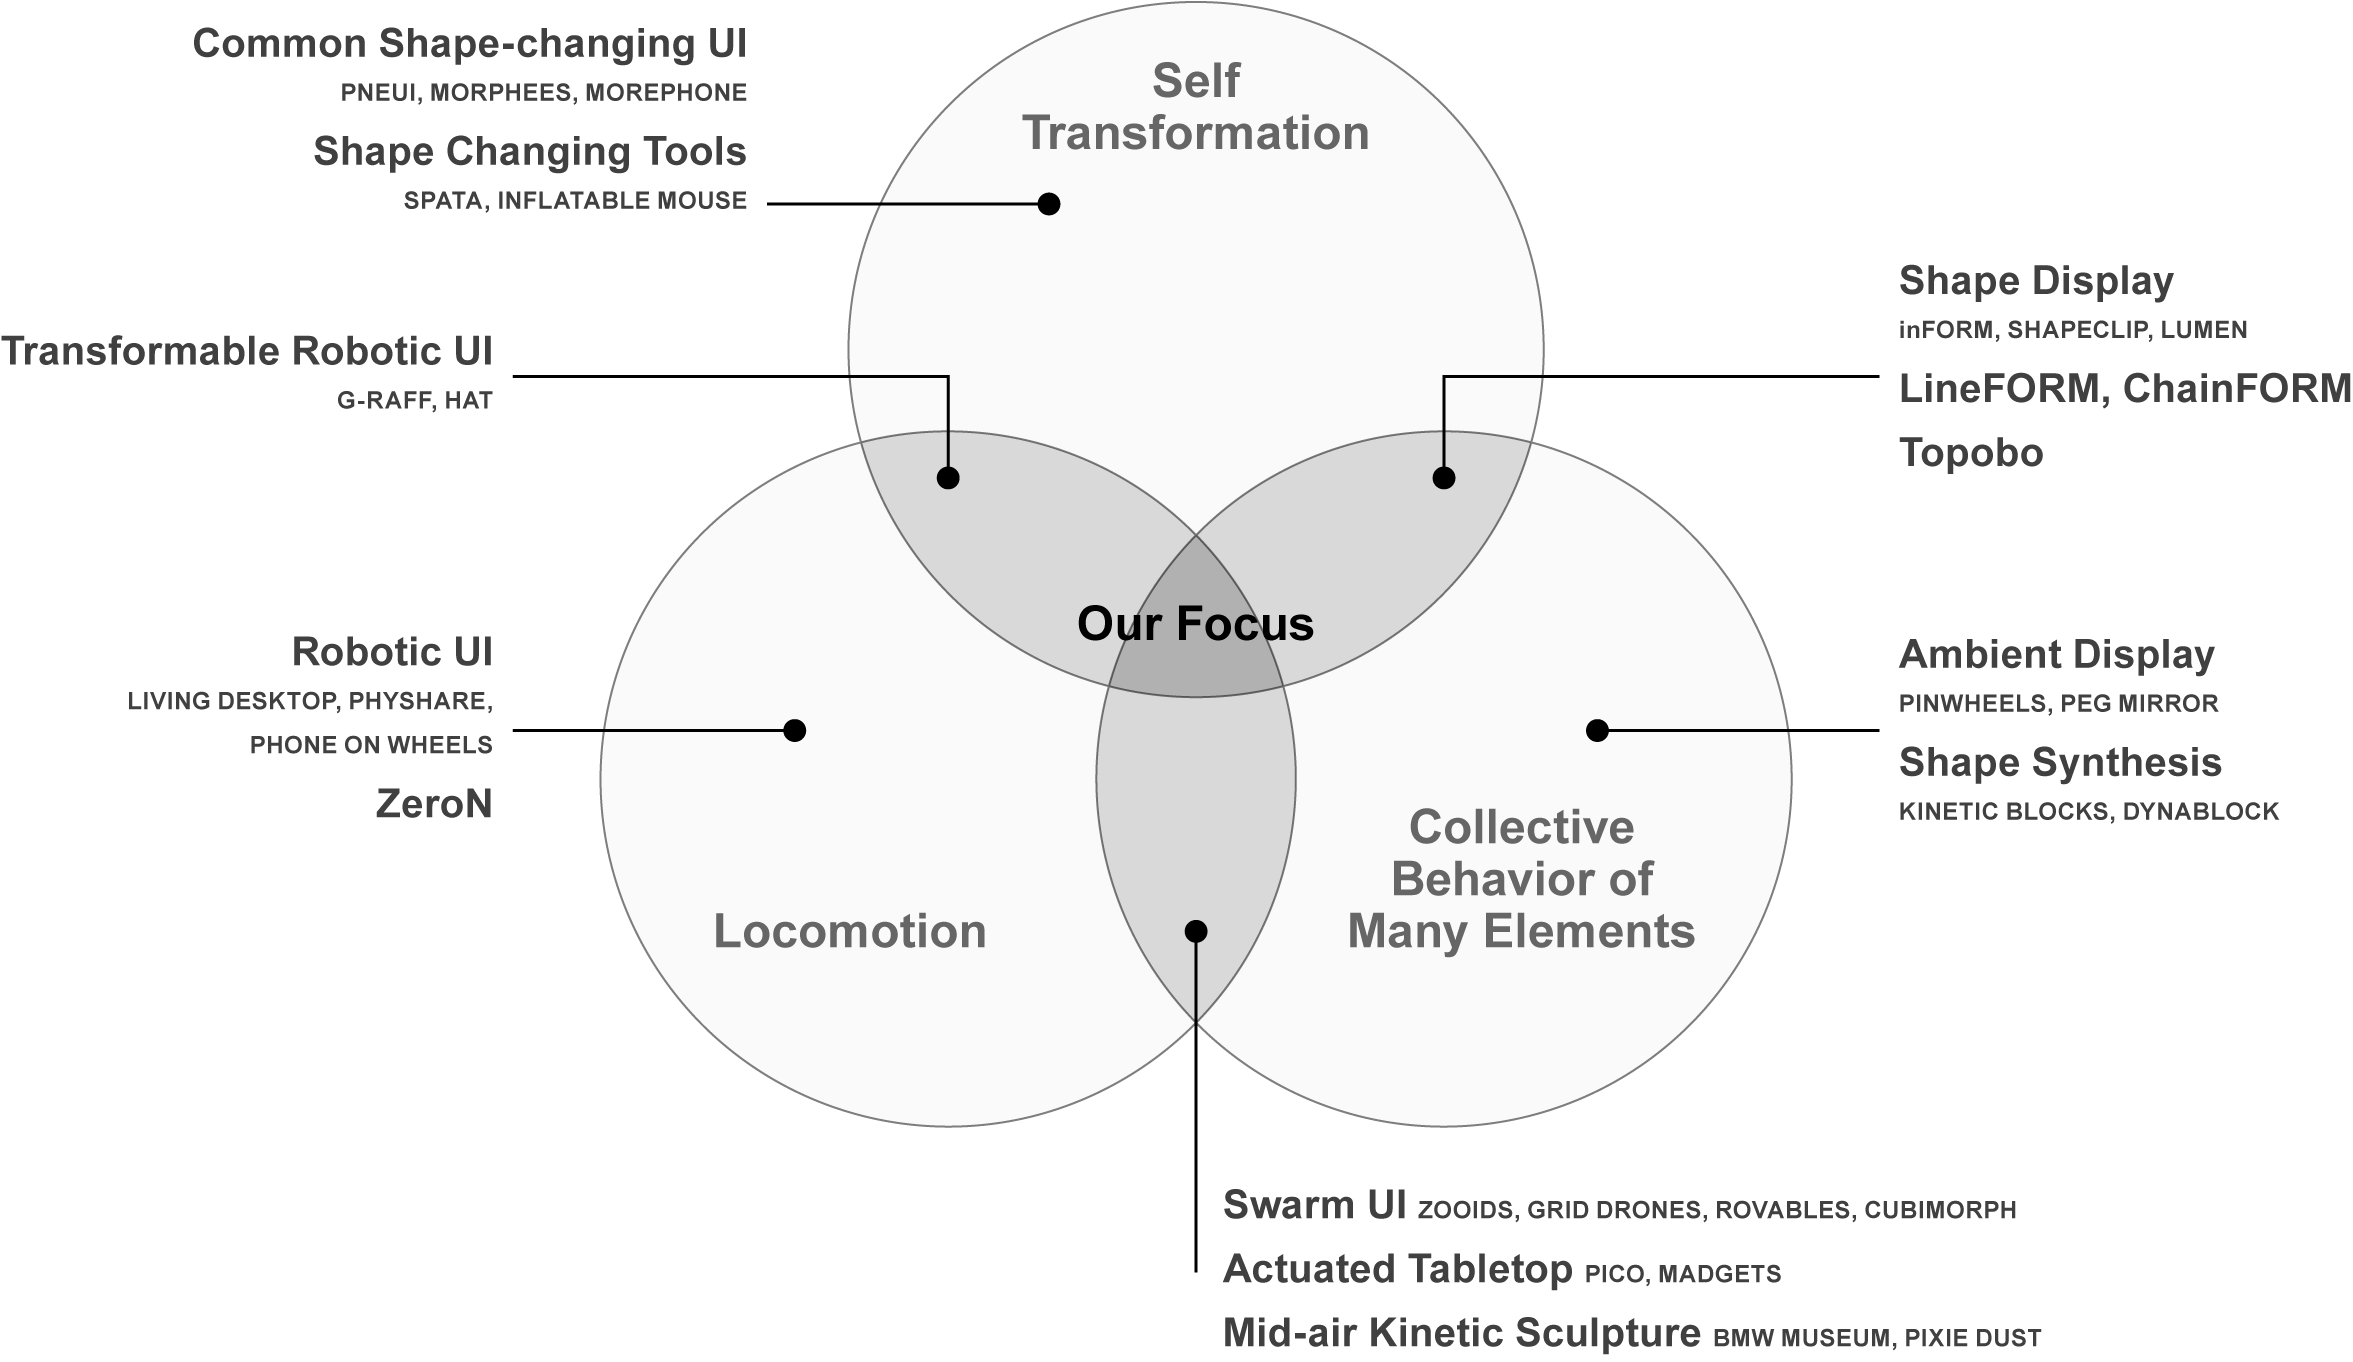 Common Shape-changing UI
PNEUI, MORPHEES, MOREPHONE
Shape Changing Tools
SPATA, INFLATABLE MOUSE
Self
Transformation
Transformable Robotic UI
G-RAFF, HAT
Shape Display
inFORM, SHAPECLIP, LUMEN
LineFORM, ChainFORM
Topobo
Our Focus
Robotic UI
LIVING DESKTOP, PHYSHARE,
PHONE ON WHEELS
ZeroN
Locomotion
Collective
Behavior of
Many Elements
Ambient Display
PINWHEELS, PEG MIRROR
Shape Synthesis
KINETIC BLOCKS, DYNABLOCK
Swarm UI ZOOIDS, GRID DRONES, ROVABLES, CUBIMORPH
Actuated Tabletop PICO, MADGETS
Mid-air Kinetic Sculpture BMW MUSEUM, PIXIE DUST